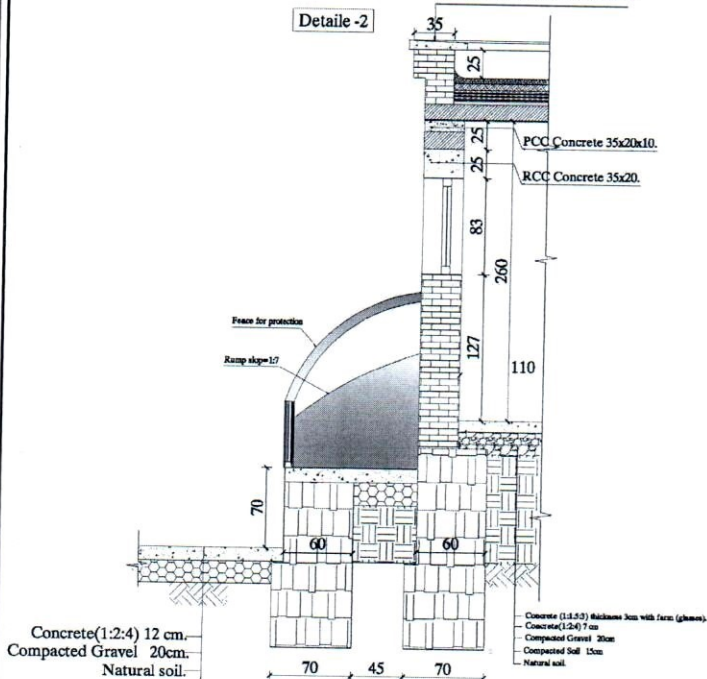 Detaile -2
35
25
25
PCC Concrete 35x20x10.
25
RCC Concrete 35x20.
83
260
Feace for protection
127
Ramp slop=1:7
110
70
60
60
Concrete(1:2:4) 12 cm.
Compacted Gravel 20cm.
Natural soil.
Concrete (1:1.5:3) thickness 3cm with farm (glasses).
Concrete(1:2:4) 7 cm
Compacted Gravel 20cm
Compacted Soil 15cm
Natural soil.
70
45
70